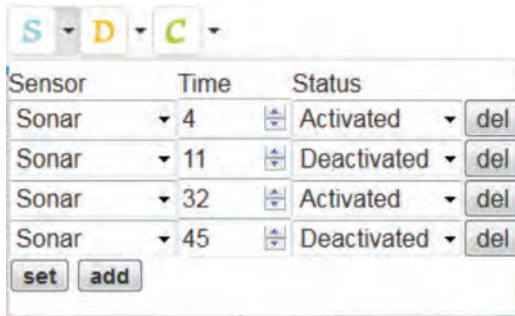 S D C
Sensor Time Status
Sonar 4 Activated del
Sonar 11 Deactivated del
Sonar 32 Activated del
Sonar 45 Deactivated del
set add